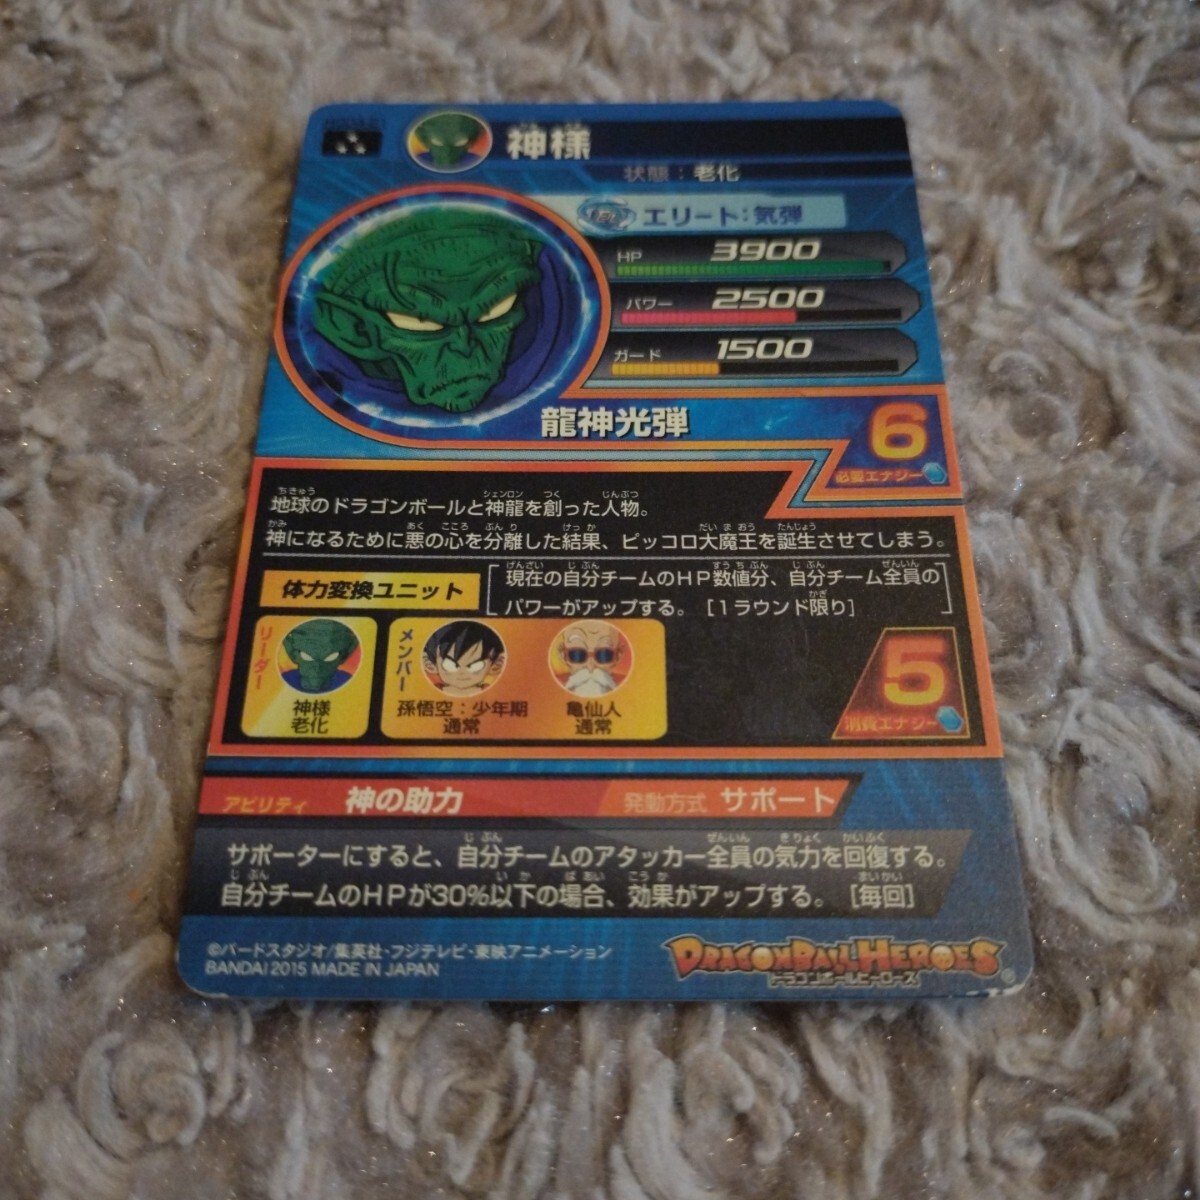 神様
状態：老化
エリート：気弾
HP 3900
パワー 2500
ガード 1500
龍神光弾
6
必要エナジー
地球のドラゴンボールと神龍を創った人物。
神になるために悪の心を分離した結果、ピッコロ大魔王を誕生させてしまう。
体力変換ユニット
現在の自分チームのHP数値分、自分チーム全員の
パワーがアップする。［1ラウンド限り］
リーダー
神様
老化
メンバー
孫悟空：少年期
通常
亀仙人
通常
5
消費エナジー
アビリティ 神の助力 発動方式 サポート
サポーターにすると、自分チームのアタッカー全員の気力を回復する。
自分チームのHPが30%以下の場合、効果がアップする。［毎回］
©バードスタジオ/集英社・フジテレビ・東映アニメーション
BANDAI 2015 MADE IN JAPAN
DRAGONBALL HEROES
ドラゴンボールヒーローズ